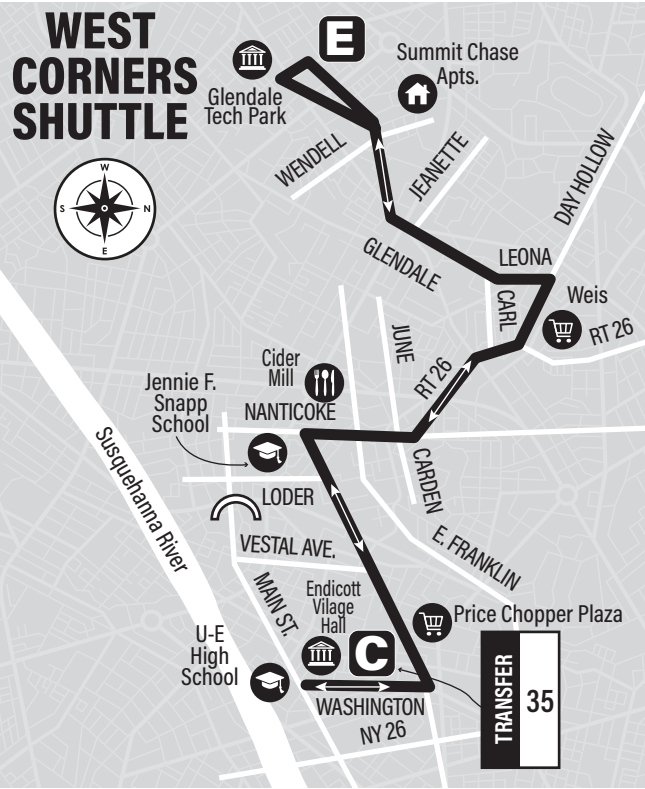 WEST
CORNERS
SHUTTLE
E
Glendale
Tech Park
Summit Chase
Apts.
W
S
N
E
WENDELL
JEANETTE
DAY HOLLOW
GLENDALE
LEONA
CARL
Weis
RT 26
JUNE
RT 26
Cider
Mill
Jennie F.
Snapp
School
NANTICOKE
CARDEN
LODER
Susquehanna River
VESTAL AVE.
E. FRANKLIN
MAIN ST.
Endicott
Vilage
Hall
C
Price Chopper Plaza
U-E
High
School
TRANSFER
35
WASHINGTON
NY 26